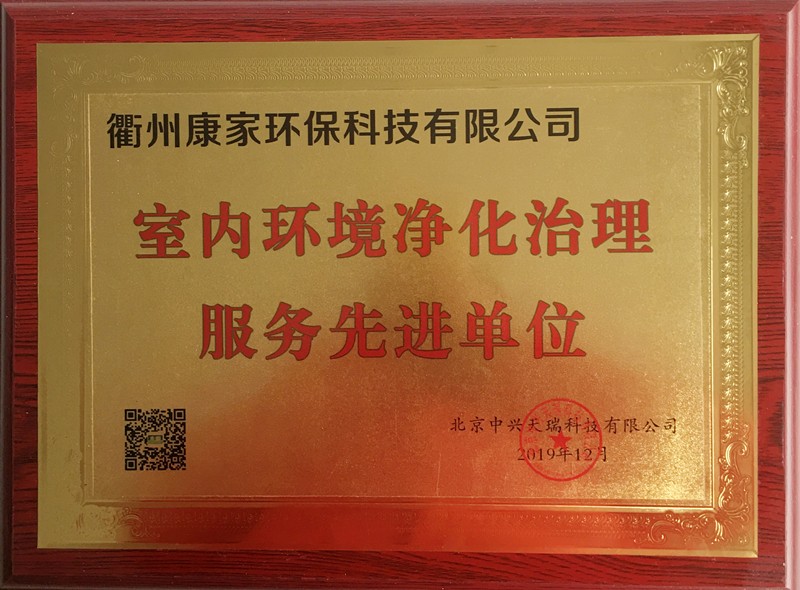 衢州康家环保科技有限公司
室内环境净化治理
服务先进单位
北京中兴天瑞科技有限公司
2019年12月